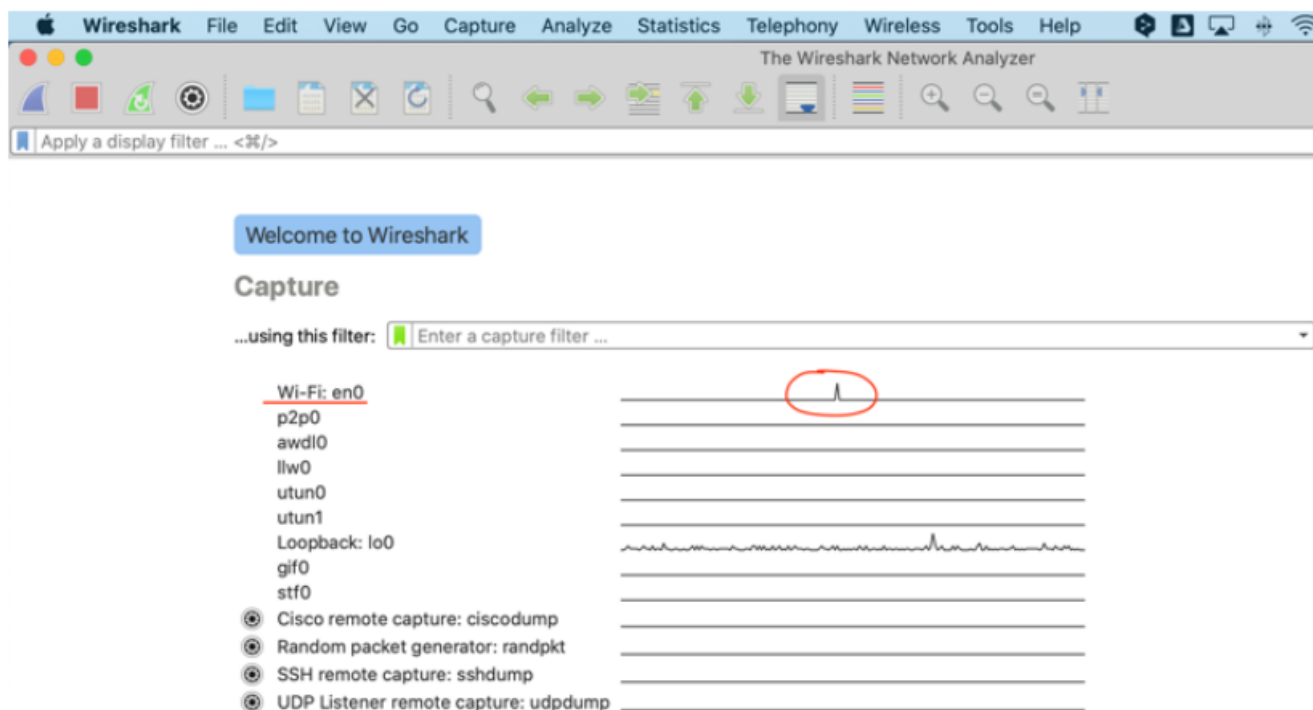 Wireshark File Edit View Go Capture Analyze Statistics Telephony Wireless Tools Help
The Wireshark Network Analyzer
Apply a display filter ... <⌘/>
Welcome to Wireshark
Capture
...using this filter: Enter a capture filter ...
Wi-Fi: en0
p2p0
awdl0
llw0
utun0
utun1
Loopback: lo0
gif0
stf0
Cisco remote capture: ciscodump
Random packet generator: randpkt
SSH remote capture: sshdump
UDP Listener remote capture: udpdump